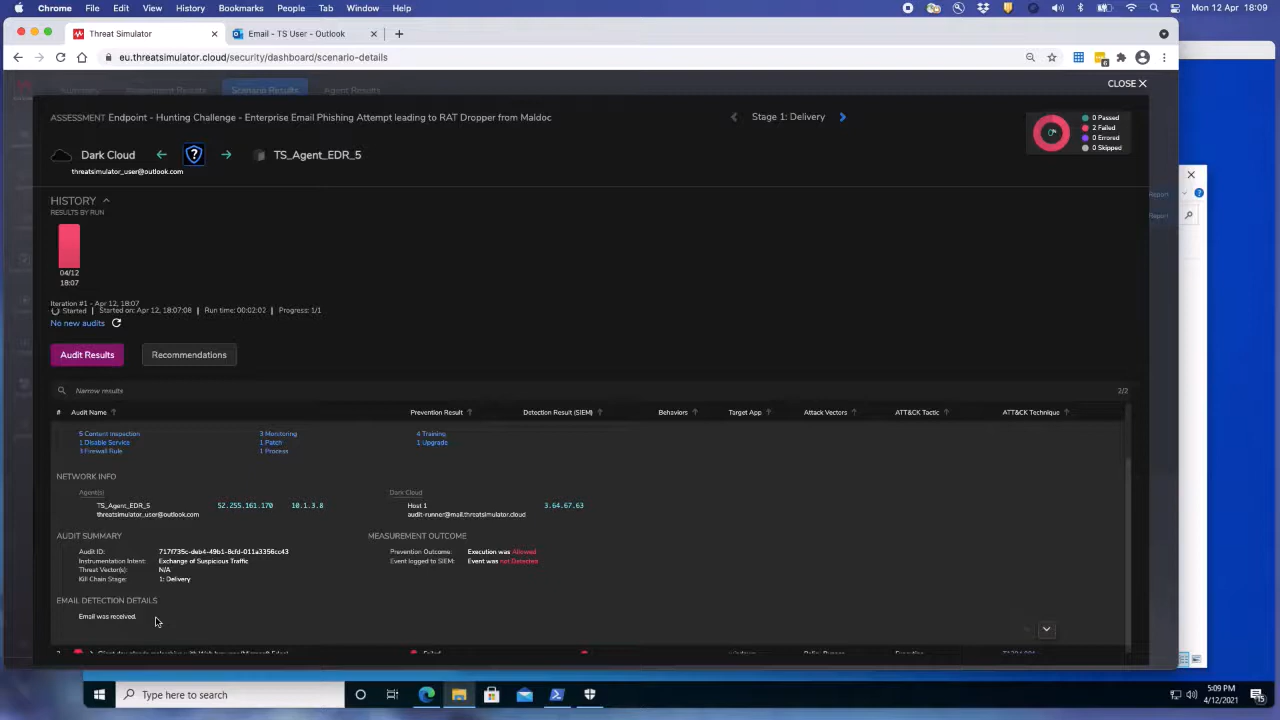 Chrome File Edit View History Bookmarks People Tab Window Help Mon 12 Apr 18:09
Threat Simulator
Email - TS User - Outlook
eu.threatsimulator.cloud/security/dashboard/scenario-details
Summary Assessment Results Scenario Results Agent Results
CLOSE
ASSESSMENT Endpoint - Hunting Challenge - Enterprise Email Phishing Attempt leading to RAT Dropper from Maldoc
Stage 1: Delivery
0 Passed
2 Failed
0 Errored
0 Skipped
Dark Cloud
TS_Agent_EDR_5
threatsimulator_user@outlook.com
HISTORY
RESULTS BY RUN
Report
Report
04/12
18:07
Iteration #1 - Apr 12, 18:07
Started | Started on: Apr 12, 18:07:08 | Run time: 00:02:02 | Progress: 1/1
No new audits
Audit Results
Recommendations
Narrow results
2/2
# Audit Name Prevention Result Detection Result (SIEM) Behaviors Target App Attack Vectors ATT&CK Tactic ATT&CK Technique
5 Content Inspection 3 Monitoring 4 Training
1 Disable Service 1 Patch 1 Upgrade
3 Firewall Rule 1 Process
NETWORK INFO
Agent(s) Dark Cloud
TS_Agent_EDR_5 52.255.161.170 10.1.3.8 Host 1 3.64.67.63
threatsimulator_user@outlook.com audit-runner@mail.threatsimulator.cloud
AUDIT SUMMARY MEASUREMENT OUTCOME
Audit ID: 717f735c-deb4-49b1-8cfd-011a3356cc43 Prevention Outcome: Execution was Allowed
Instrumentation Intent: Exchange of Suspicious Traffic Event logged to SIEM: Event was not Detected
Threat Vector(s): N/A
Kill Chain Stage: 1: Delivery
EMAIL DETECTION DETAILS
Email was received.
Type here to search
5:09 PM
4/12/2021